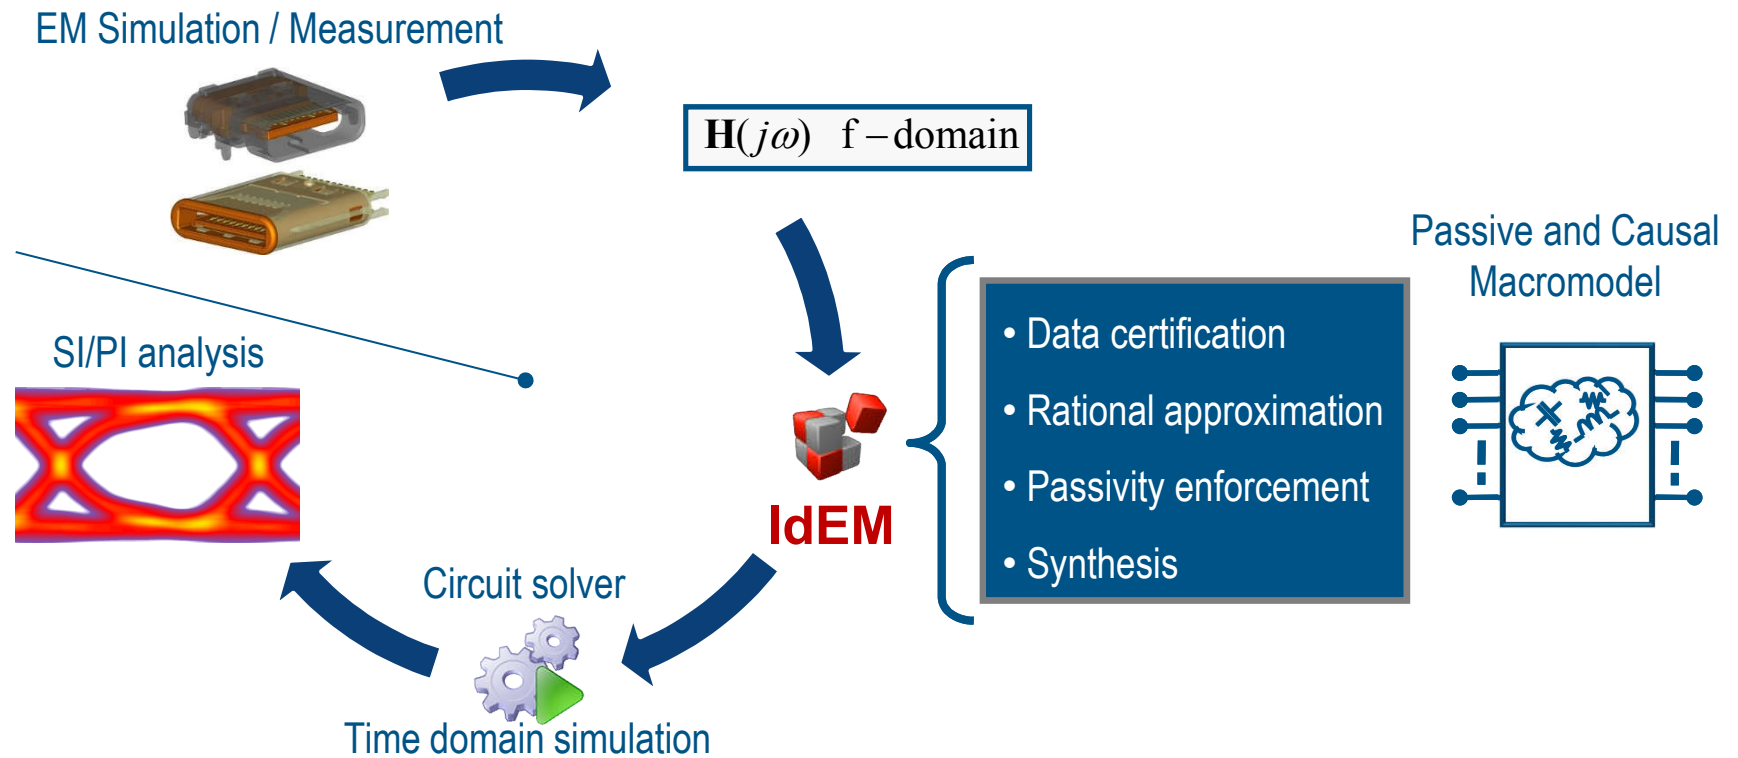 EM Simulation / Measurement
H(jω) f–domain
Passive and Causal
Macromodel
• Data certification
• Rational approximation
• Passivity enforcement
• Synthesis
IdEM
SI/PI analysis
Circuit solver
Time domain simulation